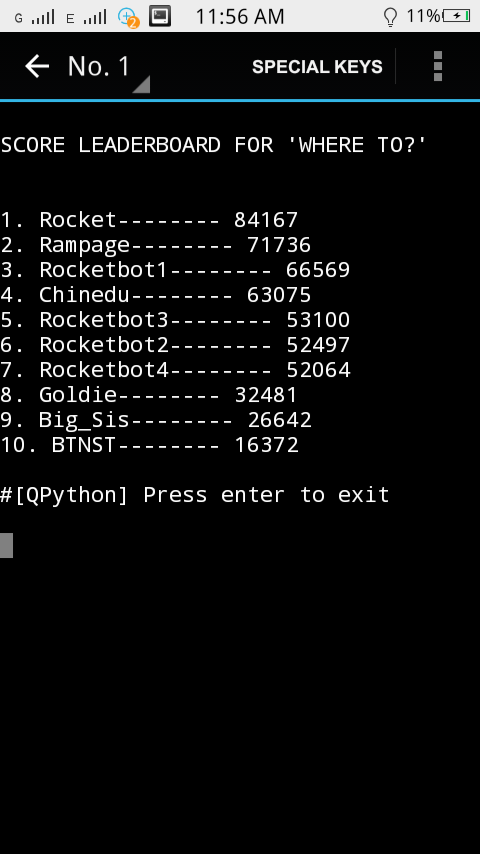 G E 2 11:56 AM 11%
No. 1 SPECIAL KEYS
SCORE LEADERBOARD FOR 'WHERE TO?'
1. Rocket-------- 84167
2. Rampage-------- 71736
3. Rocketbot1-------- 66569
4. Chinedu-------- 63075
5. Rocketbot3-------- 53100
6. Rocketbot2-------- 52497
7. Rocketbot4-------- 52064
8. Goldie-------- 32481
9. Big_Sis-------- 26642
10. BTNST-------- 16372
#[QPython] Press enter to exit